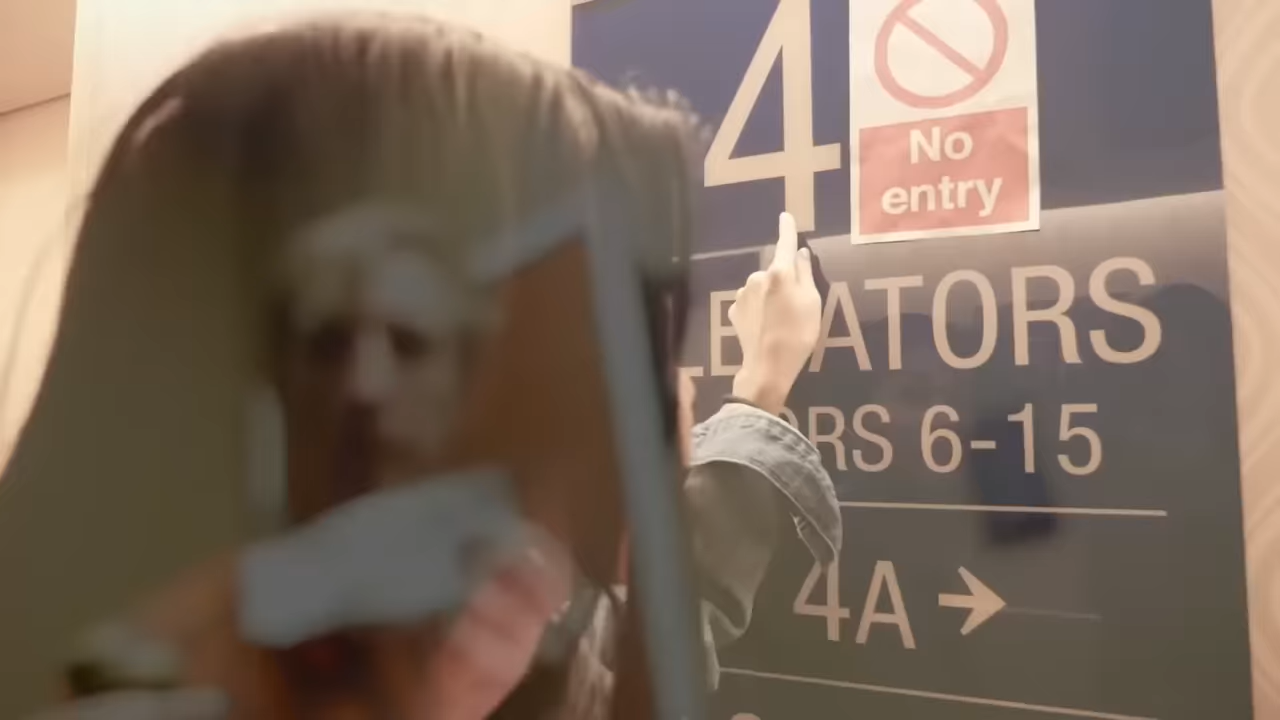 4
No
entry
ATORS
6-15
4A →